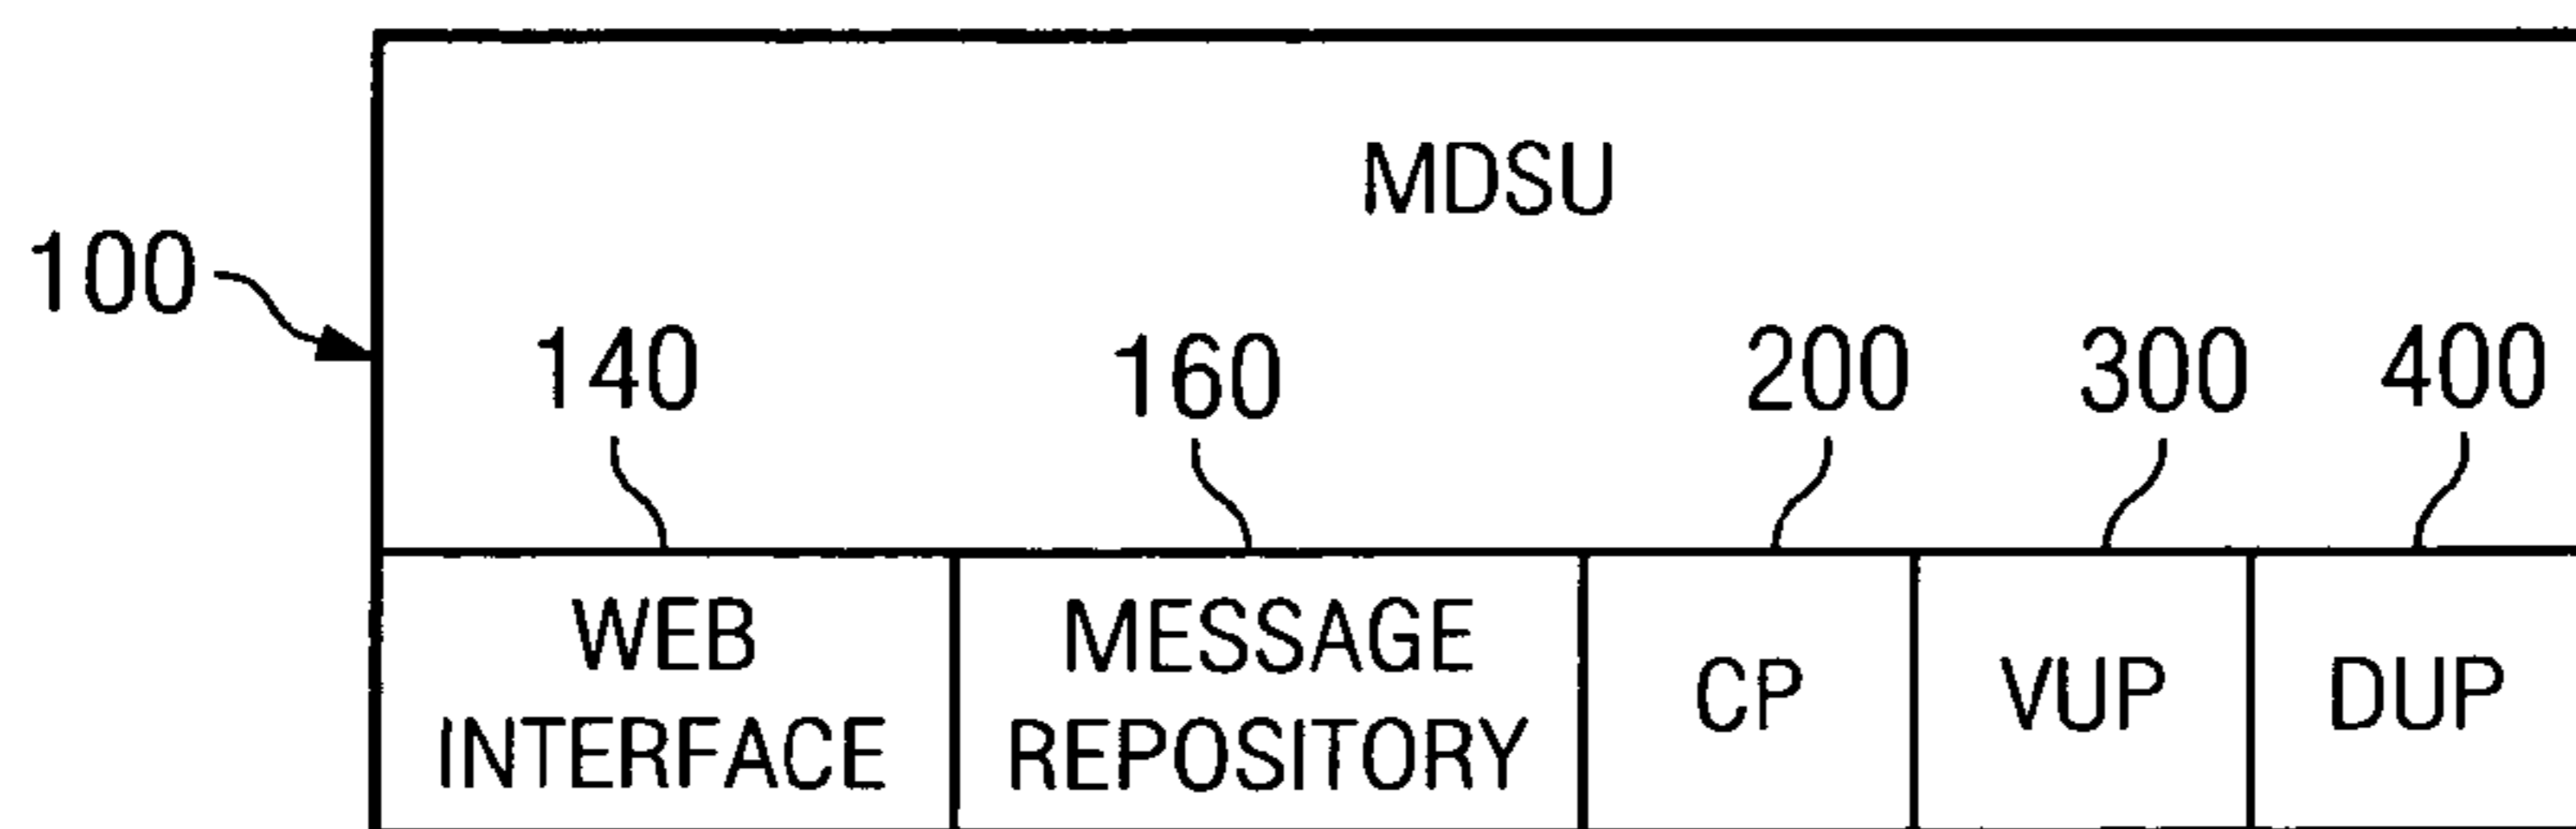 MDSU
100
140 160 200 300 400
WEB INTERFACE
MESSAGE REPOSITORY
CP
VUP
DUP